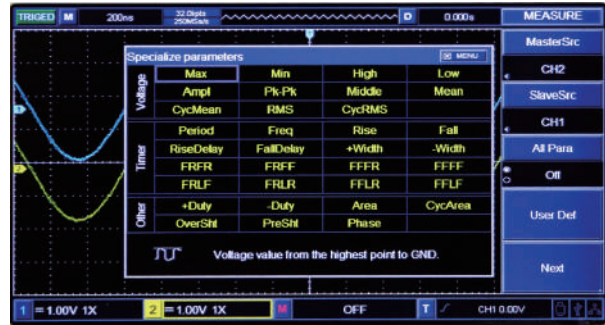 TRIGED M 200ns 32.0kpts 250MSa/s D 0.000s MEASURE
Specialize parameters MENU
Voltage
Max Min High Low
Ampl Pk-Pk Middle Mean
CycMean RMS CycRMS
Timer
Period Freq Rise Fall
RiseDelay FallDelay +Width -Width
FRFR FRFF FFFR FFFF
FRLF FRLR FFLR FFLF
Other
+Duty -Duty Area CycArea
OverSht PreSht Phase
Voltage value from the highest point to GND.
MasterSrc
CH2
SlaveSrc
CH1
All Para
Off
User Def
Next
1 = 1.00V 1X 2 = 1.00V 1X M OFF T CH1 0.00V